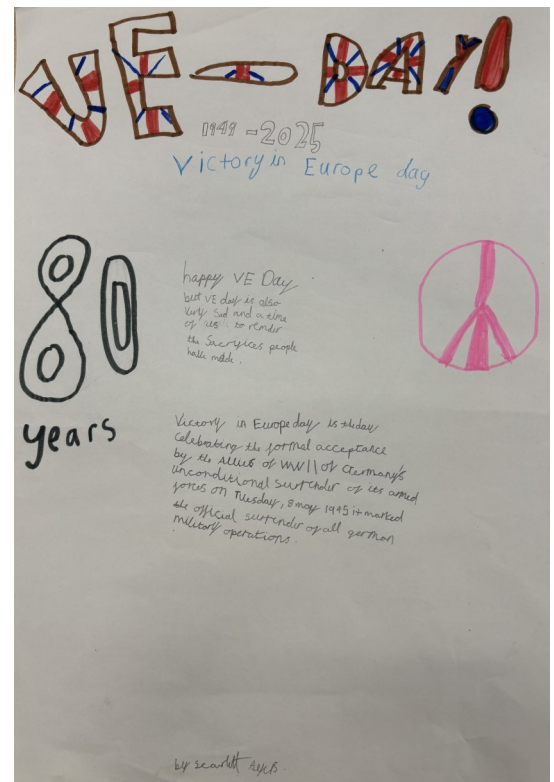 VE-DAY!
1949-2025
Victory in Europe day
80
years
happy VE Day
but VE day is also
very sad and a time
of us to render
the Sacryices people
have made.
Victory in Europe day is the day
celebrating the formal acceptance
by the Allies of WWII of Germany's
unconditional surrender of its armed
forces on Tuesday, 8 may 1945 it marked
the official surrender of all german
military operations.
by scarlett